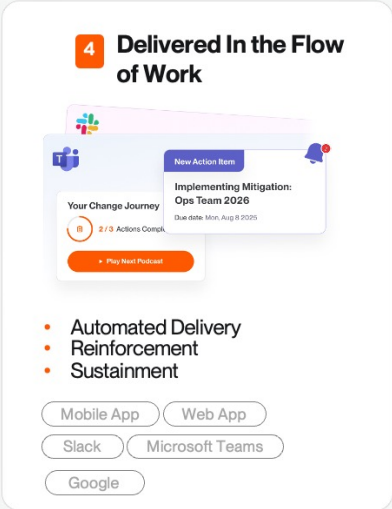 4
Delivered In the Flow
of Work
New Action Item
2
Implementing Mitigation:
Ops Team 2026
Due date: Mon, Aug 8 2025
Your Change Journey
2 / 3 Actions Comple
Play Next Podcast
• Automated Delivery
• Reinforcement
• Sustainment
Mobile App
Web App
Slack
Microsoft Teams
Google